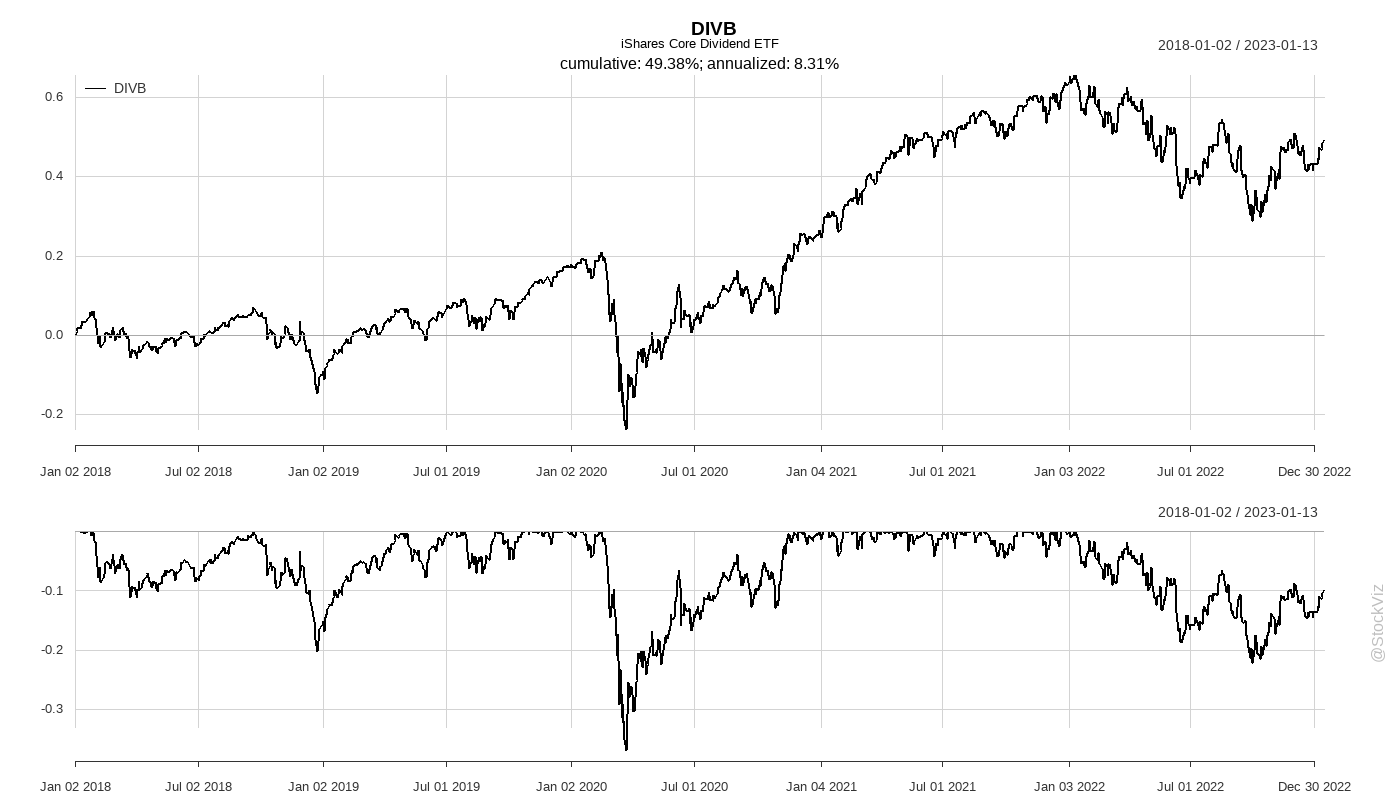 DIVB
iShares Core Dividend ETF
2018-01-02 / 2023-01-13
cumulative: 49.38%; annualized: 8.31%
DIVB
0.6
0.4
0.2
0.0
-0.2
Jan 02 2018 Jul 02 2018 Jan 02 2019 Jul 01 2019 Jan 02 2020 Jul 01 2020 Jan 04 2021 Jul 01 2021 Jan 03 2022 Jul 01 2022 Dec 30 2022
2018-01-02 / 2023-01-13
-0.1
-0.2
-0.3
Jan 02 2018 Jul 02 2018 Jan 02 2019 Jul 01 2019 Jan 02 2020 Jul 01 2020 Jan 04 2021 Jul 01 2021 Jan 03 2022 Jul 01 2022 Dec 30 2022
@StockViz